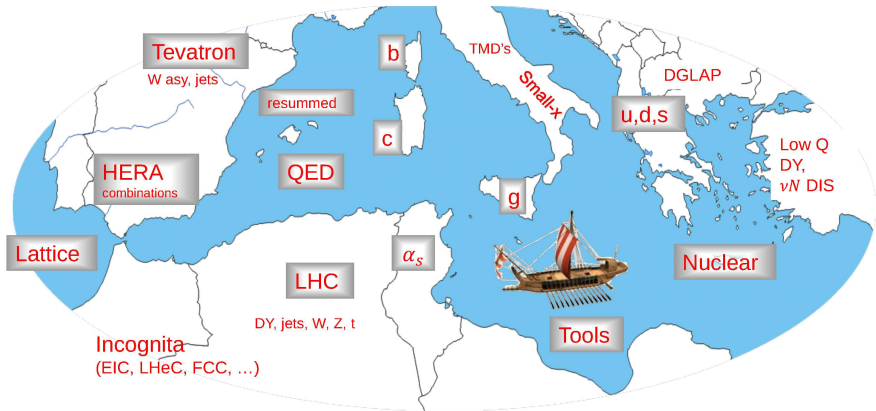 Tevatron
W asy, jets
b
TMD's
Small-x
DGLAP
resummed
u,d,s
c
Low Q
DY,
νN DIS
HERA
combinations
QED
g
Lattice
α_s
Nuclear
LHC
DY, jets, W, Z, t
Tools
Incognita
(EIC, LHeC, FCC, …)